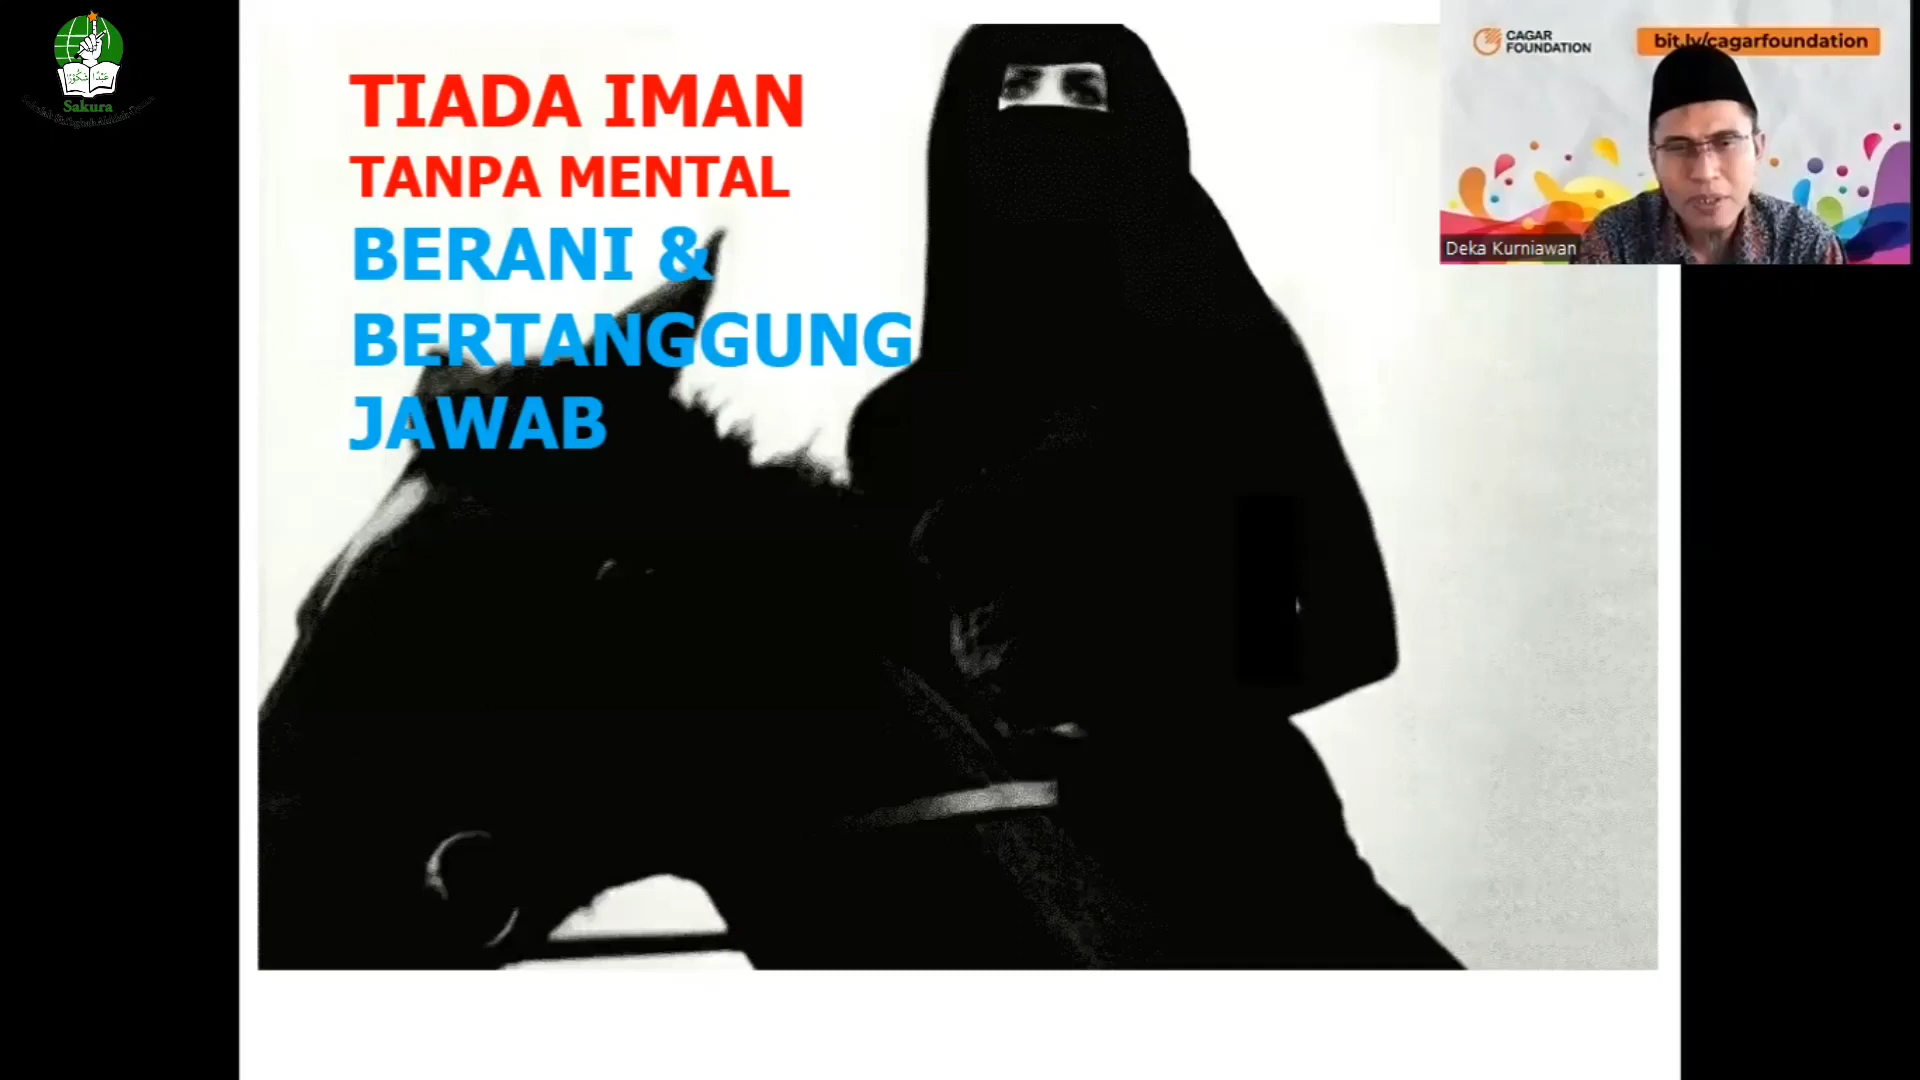 Sakura
TIADA IMAN
TANPA MENTAL
BERANI &
BERTANGGUNG
JAWAB
CAGAR
FOUNDATION
bit.ly/cagarfoundation
Deka Kurniawan